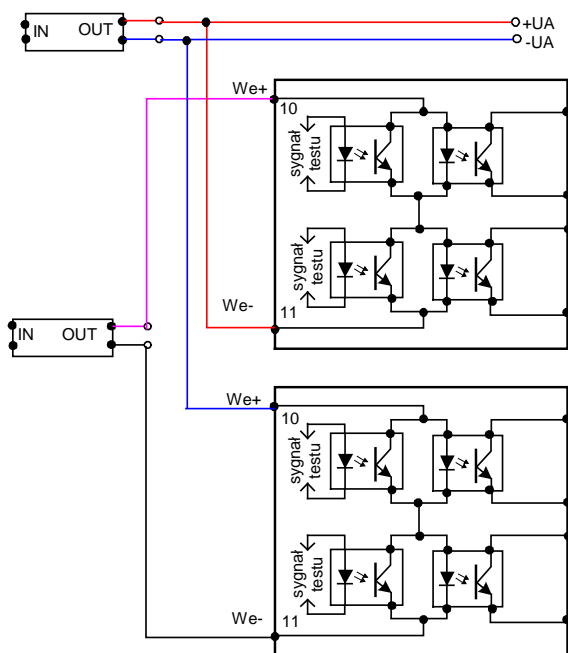 IN
OUT
+UA
-UA
We+
10
sygnał
testu
sygnał
testu
We-
11
IN
OUT
We+
10
sygnał
testu
sygnał
testu
We-
11